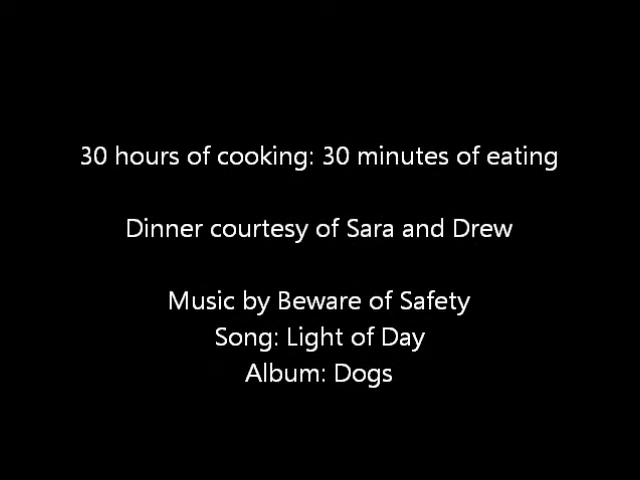 30 hours of cooking: 30 minutes of eating
Dinner courtesy of Sara and Drew
Music by Beware of Safety
Song: Light of Day
Album: Dogs